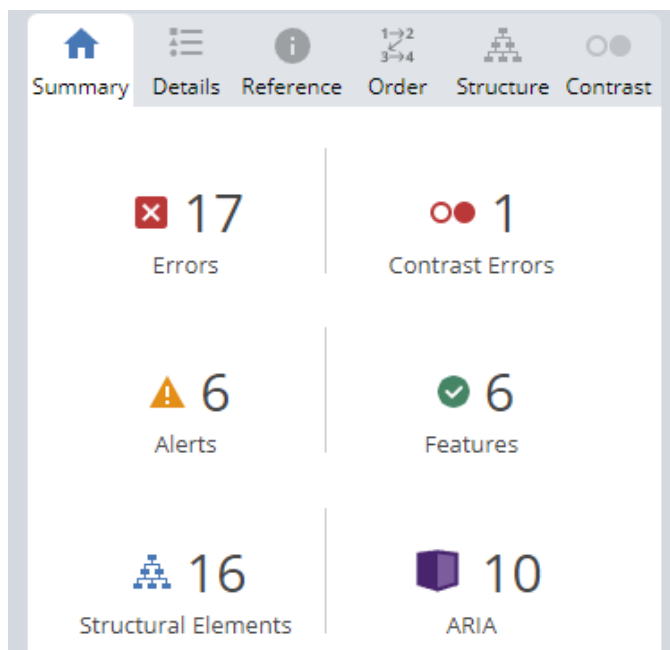 1→2
3→4
Summary Details Reference Order Structure Contrast
17 1
Errors Contrast Errors
6 6
Alerts Features
16 10
Structural Elements ARIA